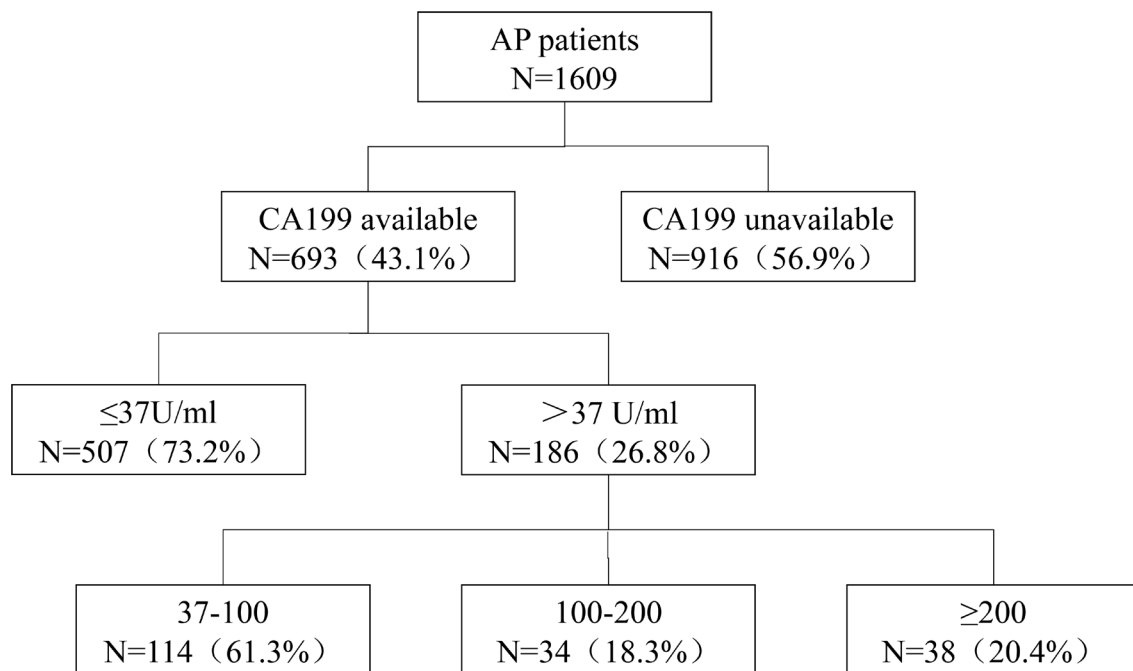 AP patients
N=1609
CA199 available
N=693（43.1%）
CA199 unavailable
N=916（56.9%）
≤37U/ml
N=507（73.2%）
＞37 U/ml
N=186（26.8%）
37-100
N=114（61.3%）
100-200
N=34（18.3%）
≥200
N=38（20.4%）